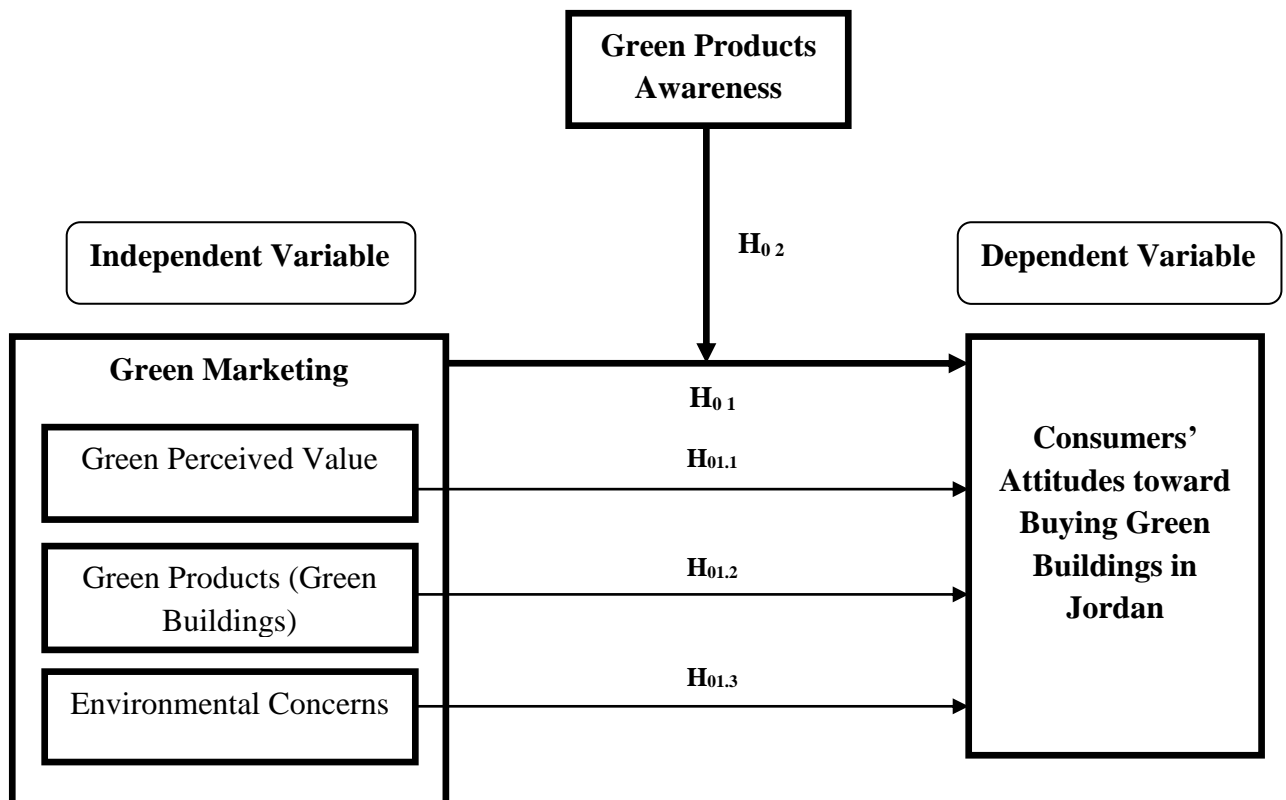 Green Products
Awareness
Independent Variable
H0 2
Dependent Variable
Green Marketing
H0 1
Green Perceived Value
H01.1
Green Products (Green
Buildings)
H01.2
Environmental Concerns
H01.3
Consumers’
Attitudes toward
Buying Green
Buildings in
Jordan